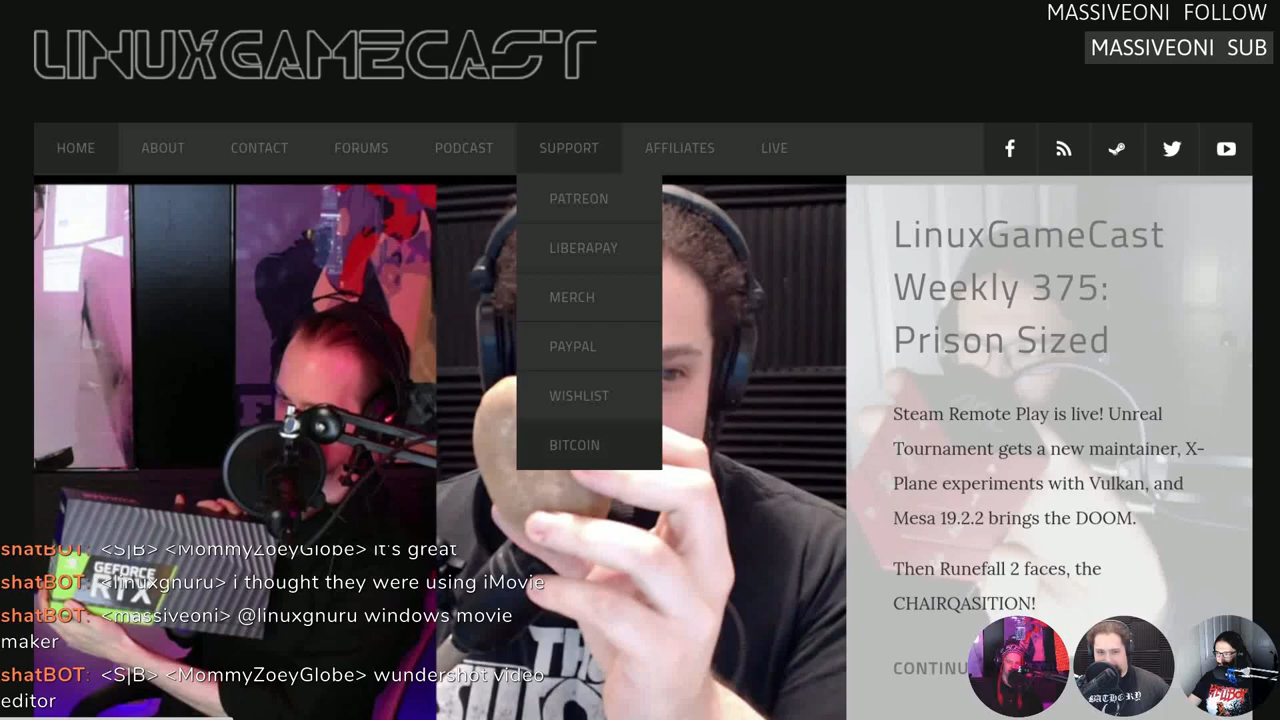 MASSIVEONI FOLLOW
MASSIVEONI SUB
LINUXGAMECAST
HOME ABOUT CONTACT FORUMS PODCAST SUPPORT AFFILIATES LIVE
PATREON
LIBERAPAY
MERCH
PAYPAL
WISHLIST
BITCOIN
LinuxGameCast
Weekly 375:
Prison Sized
Steam Remote Play is live! Unreal
Tournament gets a new maintainer, X-
Plane experiments with Vulkan, and
Mesa 19.2.2 brings the DOOM.
Then Runefall 2 faces, the
CHAIRQASITION!
CONTINU
GEFORCE
RTX
shatBOT: <S|B> <MommyZoeyGlobe> it's great
shatBOT: <linuxgnuru> i thought they were using iMovie
shatBOT: <massiveoni> @linuxgnuru windows movie
maker
shatBOT: <S|B> <MommyZoeyGlobe> wundershot video
editor